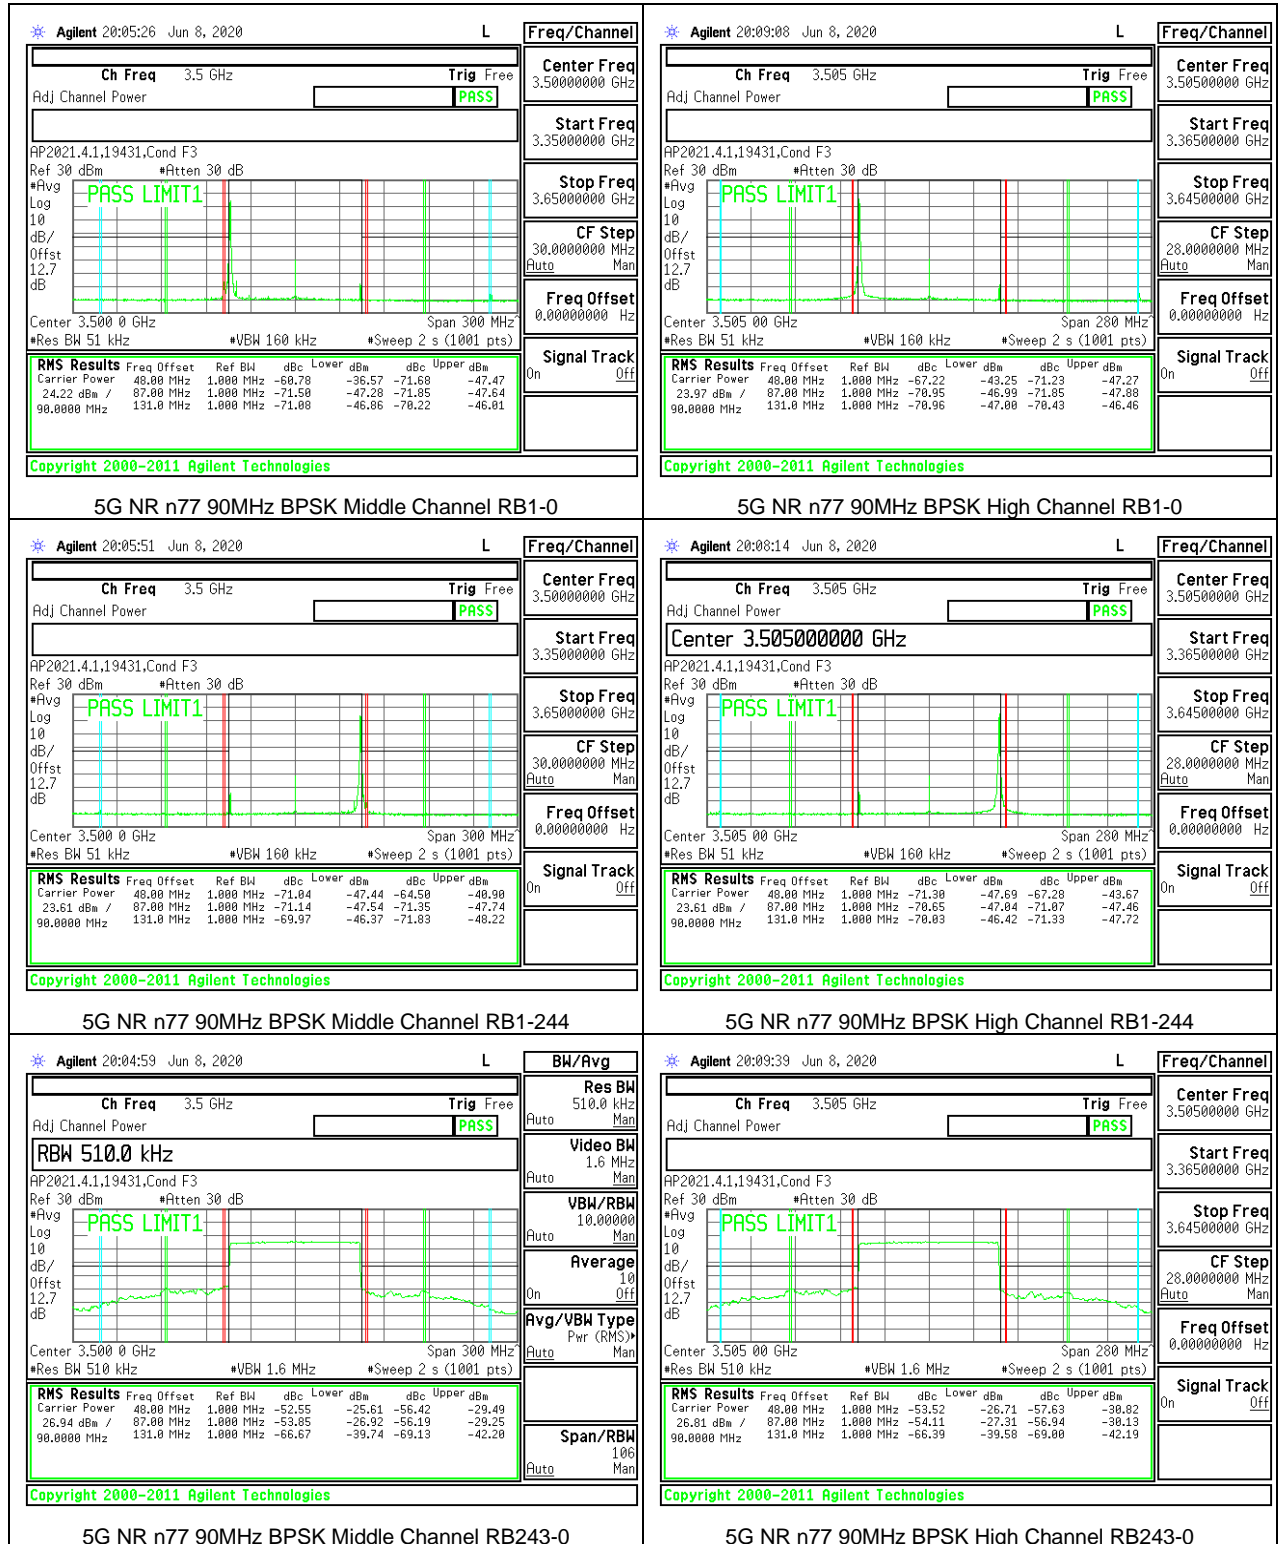 Agilent 20:05:26 Jun 8, 2020 L Freq/Channel
Ch Freq 3.5 GHz Trig Free
Adj Channel Power PASS
Center Freq
3.50000000 GHz
Start Freq
3.35000000 GHz
Stop Freq
3.65000000 GHz
CF Step
30.0000000 MHz
Auto Man
Freq Offset
0.00000000 Hz
Signal Track
On Off
AP2021.4.1,19431,Cond F3
Ref 30 dBm #Atten 30 dB
#Avg
Log
10
dB/
Offst
12.7
dB
PASS LIMIT1
Center 3.500 0 GHz Span 300 MHz^
#Res BW 51 kHz #VBW 160 kHz #Sweep 2 s (1001 pts)
RMS Results Freq Offset Ref BW dBc Lower dBm dBc Upper dBm
Carrier Power 48.00 MHz 1.000 MHz -60.78 -36.57 -71.68 -47.47
24.22 dBm / 87.00 MHz 1.000 MHz -71.50 -47.28 -71.85 -47.64
90.0000 MHz 131.0 MHz 1.000 MHz -71.08 -46.86 -70.22 -46.01
Copyright 2000-2011 Agilent Technologies
5G NR n77 90MHz BPSK Middle Channel RB1-0
Agilent 20:09:08 Jun 8, 2020 L Freq/Channel
Ch Freq 3.505 GHz Trig Free
Adj Channel Power PASS
Center Freq
3.50500000 GHz
Start Freq
3.36500000 GHz
Stop Freq
3.64500000 GHz
CF Step
28.0000000 MHz
Auto Man
Freq Offset
0.00000000 Hz
Signal Track
On Off
AP2021.4.1,19431,Cond F3
Ref 30 dBm #Atten 30 dB
#Avg
Log
10
dB/
Offst
12.7
dB
PASS LIMIT1
Center 3.505 00 GHz Span 280 MHz^
#Res BW 51 kHz #VBW 160 kHz #Sweep 2 s (1001 pts)
RMS Results Freq Offset Ref BW dBc Lower dBm dBc Upper dBm
Carrier Power 48.00 MHz 1.000 MHz -67.22 -43.25 -71.23 -47.27
23.97 dBm / 87.00 MHz 1.000 MHz -70.95 -46.99 -71.85 -47.88
90.0000 MHz 131.0 MHz 1.000 MHz -70.96 -47.00 -70.43 -46.46
Copyright 2000-2011 Agilent Technologies
5G NR n77 90MHz BPSK High Channel RB1-0
Agilent 20:05:51 Jun 8, 2020 L Freq/Channel
Ch Freq 3.5 GHz Trig Free
Adj Channel Power PASS
Center Freq
3.50000000 GHz
Start Freq
3.35000000 GHz
Stop Freq
3.65000000 GHz
CF Step
30.0000000 MHz
Auto Man
Freq Offset
0.00000000 Hz
Signal Track
On Off
AP2021.4.1,19431,Cond F3
Ref 30 dBm #Atten 30 dB
#Avg
Log
10
dB/
Offst
12.7
dB
PASS LIMIT1
Center 3.500 0 GHz Span 300 MHz^
#Res BW 51 kHz #VBW 160 kHz #Sweep 2 s (1001 pts)
RMS Results Freq Offset Ref BW dBc Lower dBm dBc Upper dBm
Carrier Power 48.00 MHz 1.000 MHz -71.04 -47.44 -64.50 -40.90
23.61 dBm / 87.00 MHz 1.000 MHz -71.14 -47.54 -71.35 -47.74
90.0000 MHz 131.0 MHz 1.000 MHz -69.97 -46.37 -71.83 -48.22
Copyright 2000-2011 Agilent Technologies
5G NR n77 90MHz BPSK Middle Channel RB1-244
Agilent 20:08:14 Jun 8, 2020 L Freq/Channel
Ch Freq 3.505 GHz Trig Free
Adj Channel Power PASS
Center 3.505000000 GHz
Center Freq
3.50500000 GHz
Start Freq
3.36500000 GHz
Stop Freq
3.64500000 GHz
CF Step
28.0000000 MHz
Auto Man
Freq Offset
0.00000000 Hz
Signal Track
On Off
AP2021.4.1,19431,Cond F3
Ref 30 dBm #Atten 30 dB
#Avg
Log
10
dB/
Offst
12.7
dB
PASS LIMIT1
Center 3.505 00 GHz Span 280 MHz^
#Res BW 51 kHz #VBW 160 kHz #Sweep 2 s (1001 pts)
RMS Results Freq Offset Ref BW dBc Lower dBm dBc Upper dBm
Carrier Power 48.00 MHz 1.000 MHz -71.30 -47.69 -67.28 -43.67
23.61 dBm / 87.00 MHz 1.000 MHz -70.65 -47.04 -71.07 -47.46
90.0000 MHz 131.0 MHz 1.000 MHz -70.03 -46.42 -71.33 -47.72
Copyright 2000-2011 Agilent Technologies
5G NR n77 90MHz BPSK High Channel RB1-244
Agilent 20:04:59 Jun 8, 2020 L BW/Avg
Ch Freq 3.5 GHz Trig Free
Adj Channel Power PASS
RBW 510.0 kHz
Res BW
510.0 kHz
Auto Man
Video BW
1.6 MHz
Auto Man
VBW/RBW
10.00000
Auto Man
Average
10
On Off
Avg/VBW Type
Pwr (RMS)
Auto Man
Span/RBW
106
Auto Man
AP2021.4.1,19431,Cond F3
Ref 30 dBm #Atten 30 dB
#Avg
Log
10
dB/
Offst
12.7
dB
PASS LIMIT1
Center 3.500 0 GHz Span 300 MHz^
#Res BW 510 kHz #VBW 1.6 MHz #Sweep 2 s (1001 pts)
RMS Results Freq Offset Ref BW dBc Lower dBm dBc Upper dBm
Carrier Power 48.00 MHz 1.000 MHz -52.55 -25.61 -56.42 -29.49
26.94 dBm / 87.00 MHz 1.000 MHz -53.85 -26.92 -56.19 -29.25
90.0000 MHz 131.0 MHz 1.000 MHz -66.67 -39.74 -69.13 -42.20
Copyright 2000-2011 Agilent Technologies
5G NR n77 90MHz BPSK Middle Channel RB243-0
Agilent 20:09:39 Jun 8, 2020 L Freq/Channel
Ch Freq 3.505 GHz Trig Free
Adj Channel Power PASS
Center Freq
3.50500000 GHz
Start Freq
3.36500000 GHz
Stop Freq
3.64500000 GHz
CF Step
28.0000000 MHz
Auto Man
Freq Offset
0.00000000 Hz
Signal Track
On Off
AP2021.4.1,19431,Cond F3
Ref 30 dBm #Atten 30 dB
#Avg
Log
10
dB/
Offst
12.7
dB
PASS LIMIT1
Center 3.505 00 GHz Span 280 MHz^
#Res BW 510 kHz #VBW 1.6 MHz #Sweep 2 s (1001 pts)
RMS Results Freq Offset Ref BW dBc Lower dBm dBc Upper dBm
Carrier Power 48.00 MHz 1.000 MHz -53.52 -26.71 -57.63 -30.82
26.81 dBm / 87.00 MHz 1.000 MHz -54.11 -27.31 -56.94 -30.13
90.0000 MHz 131.0 MHz 1.000 MHz -66.39 -39.58 -69.00 -42.19
Copyright 2000-2011 Agilent Technologies
5G NR n77 90MHz BPSK High Channel RB243-0